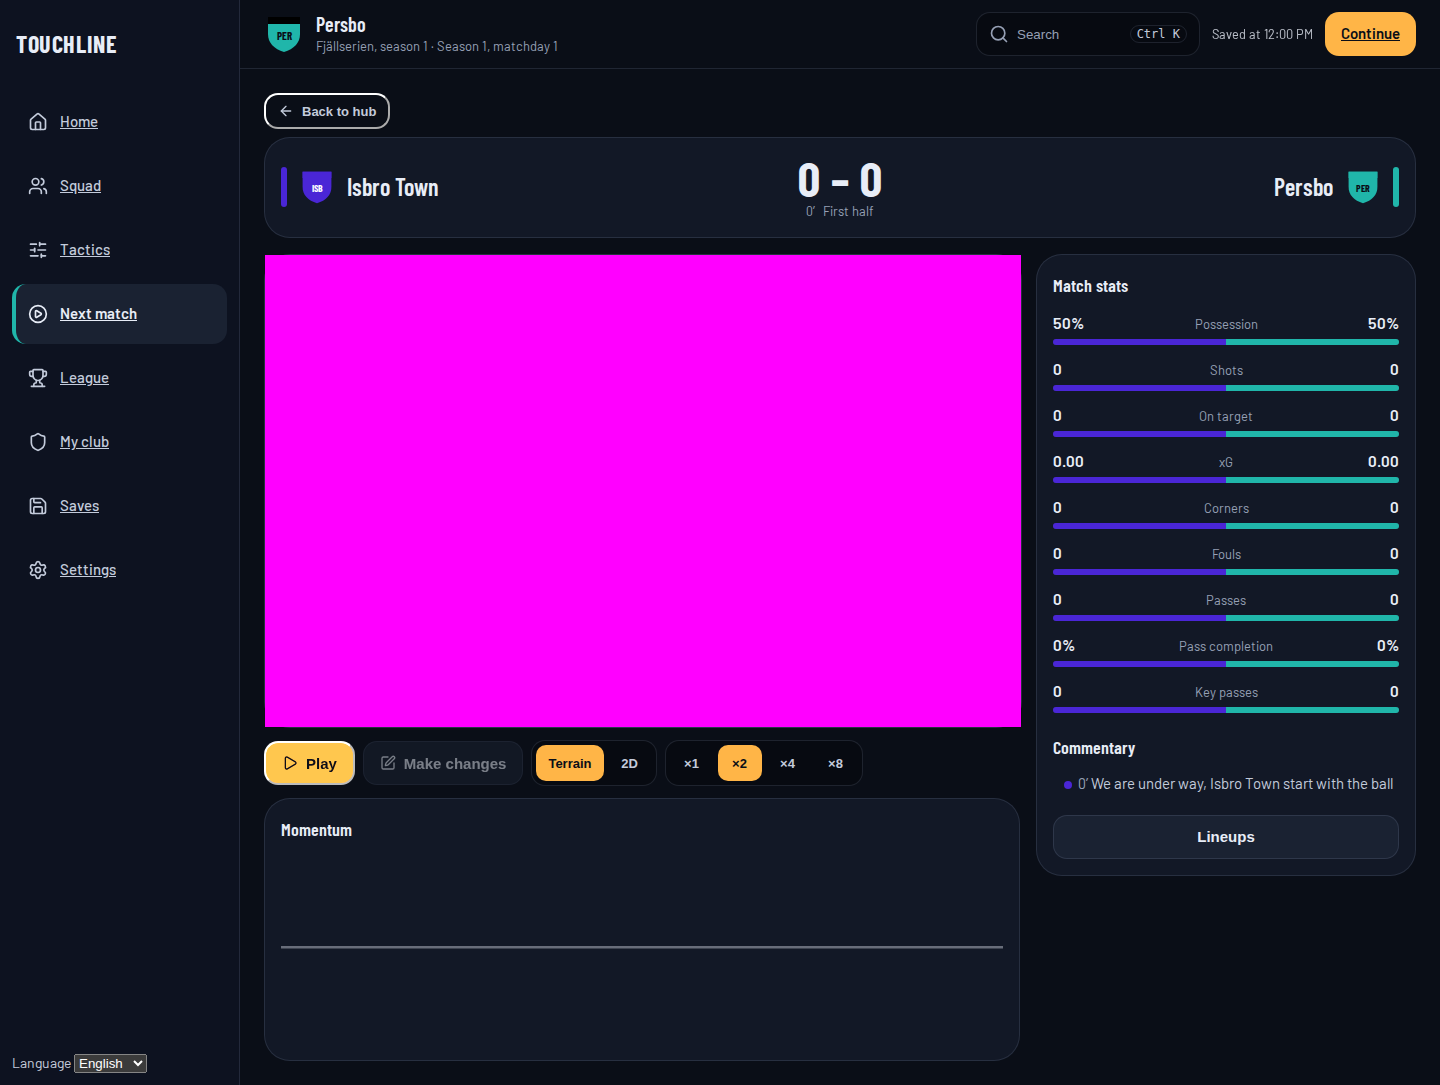 TOUCHLINE
Home
Squad
Tactics
Next match
League
My club
Saves
Settings
Language English
PER
Persbo
Fjällserien, season 1 · Season 1, matchday 1
Search Ctrl K
Saved at 12:00 PM
Continue
Back to hub
ISB Isbro Town
0 – 0
0′ First half
Persbo PER
Play
Make changes
Terrain 2D
×1 ×2 ×4 ×8
Momentum
Match stats
50% Possession 50%
0 Shots 0
0 On target 0
0.00 xG 0.00
0 Corners 0
0 Fouls 0
0 Passes 0
0% Pass completion 0%
0 Key passes 0
Commentary
0′ We are under way, Isbro Town start with the ball
Lineups